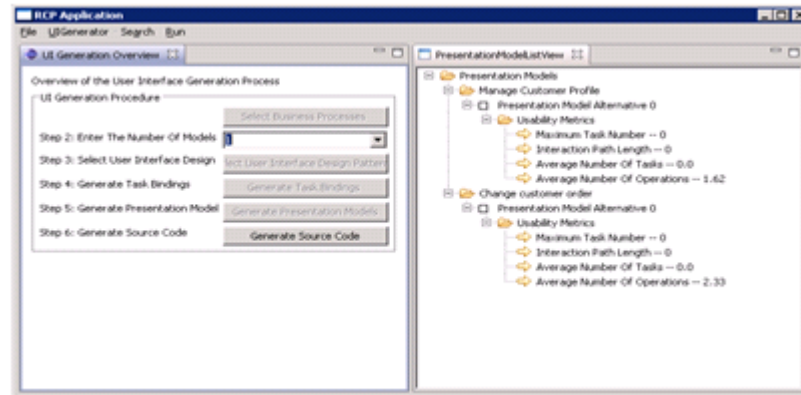 RCP Application
File UIGenerator Search Run
UI Generation Overview
Overview of the User Interface Generation Process
UI Generation Procedure
Select Business Processes
Step 2: Enter The Number Of Models
Step 3: Select User Interface Design
lect User Interface Design Pattern
Step 4: Generate Task Bindings
Generate Task Bindings
Step 5: Generate Presentation Model
Generate Presentation Models
Step 6: Generate Source Code
Generate Source Code
PresentationModelListView
Presentation Models
Manage Customer Profile
Presentation Model Alternative 0
Usability Metrics
Maximum Task Number -- 0
Interaction Path Length -- 0
Average Number Of Tasks -- 0.0
Average Number Of Operations -- 1.62
Change customer order
Presentation Model Alternative 0
Usability Metrics
Maximum Task Number -- 0
Interaction Path Length -- 0
Average Number Of Tasks -- 0.0
Average Number Of Operations -- 2.33